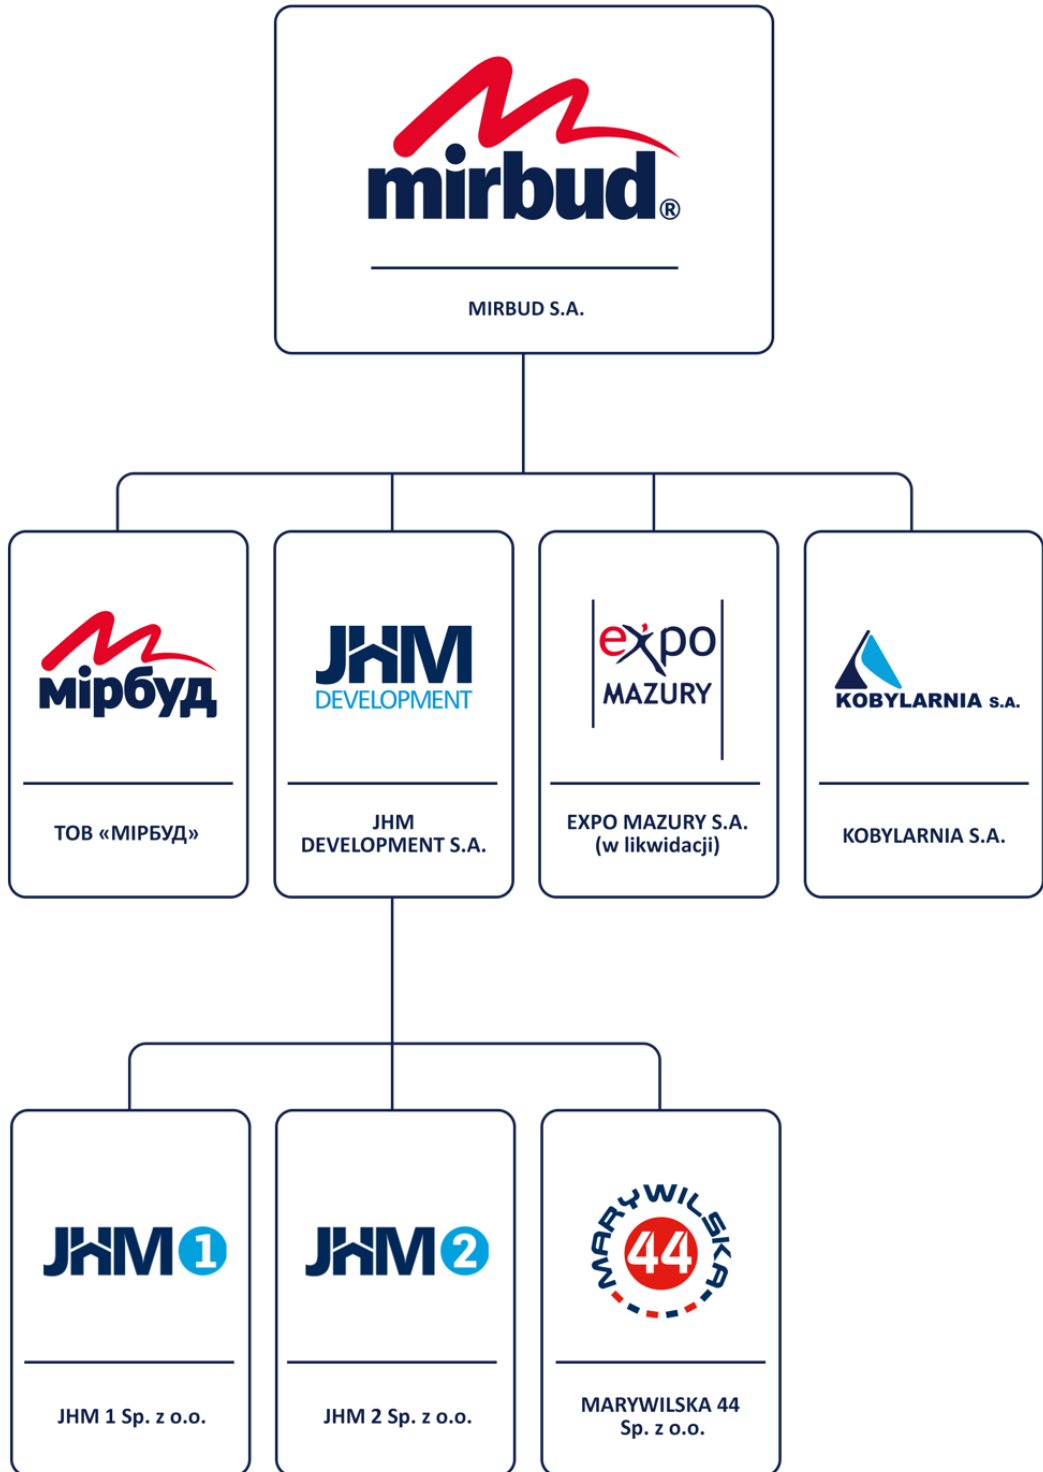 mirbud®
MIRBUD S.A.
мірбуд
ТОВ «МІРБУД»
JHM
DEVELOPMENT
JHM
DEVELOPMENT S.A.
expo
MAZURY
EXPO MAZURY S.A.
(w likwidacji)
KOBYLARNIA S.A.
KOBYLARNIA S.A.
JHM 1
JHM 1 Sp. z o.o.
JHM 2
JHM 2 Sp. z o.o.
MARYWILSKA
44
MARYWILSKA 44
Sp. z o.o.